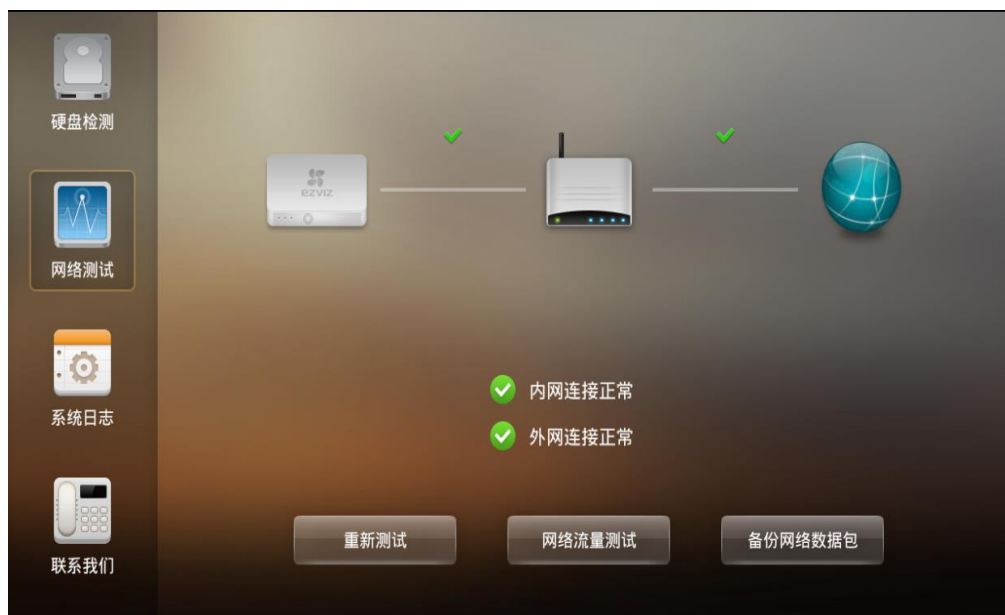 硬盘检测
网络测试
系统日志
联系我们
ezviz
内网连接正常
外网连接正常
重新测试
网络流量测试
备份网络数据包